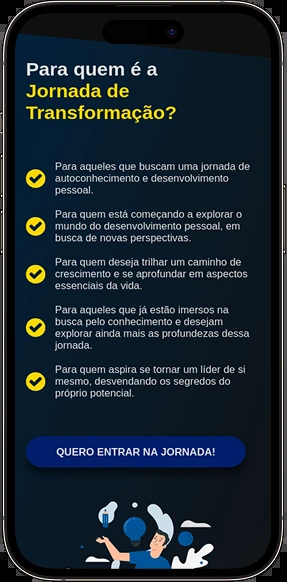 Para quem é a
Jornada de
Transformação?
Para aqueles que buscam uma jornada de
autoconhecimento e desenvolvimento
pessoal.
Para quem está começando a explorar o
mundo do desenvolvimento pessoal, em
busca de novas perspectivas.
Para quem deseja trilhar um caminho de
crescimento e se aprofundar em aspectos
essenciais da vida.
Para aqueles que já estão imersos na
busca pelo conhecimento e desejam
explorar ainda mais as profundezas dessa
jornada.
Para quem aspira se tornar um líder de si
mesmo, desvendando os segredos do
próprio potencial.
QUERO ENTRAR NA JORNADA!